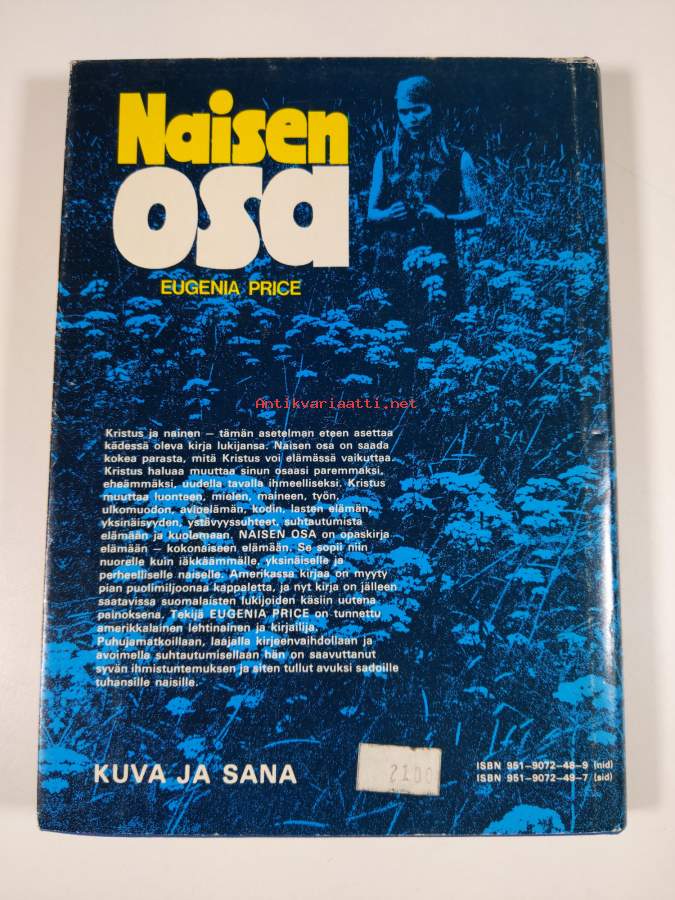 Naisen
osa
EUGENIA PRICE
Antikvariaatti.net
Kristus ja nainen — tämän asetelman eteen asettaa
kädessä oleva kirja lukijansa. Naisen osa on saada
kokea parasta, mitä Kristus voi elämässä vaikuttaa.
Kristus haluaa muuttaa sinun osaasi paremmaksi,
eheämmäksi, uudella tavalla ihmeelliseksi. Kristus
muuttaa luonteen, mielen, maineen, työn,
ulkomuodon, avioelämän, kodin, lasten elämän,
yksinäisyyden, ystävyyssuhteet, suhtautumista
elämään ja kuolemaan. NAISEN OSA on opaskirja
elämään — kokonaiseen elämään. Se sopii niin
nuorelle kuin iäkkäämmälle, yksinäiselle ja
perheelliselle naiselle. Amerikassa kirjaa on myyty
pian puolimiljoonaa kappaletta, ja nyt kirja on jälleen
saatavissa suomalaisten lukijoiden käsiin uutena
painoksena. Tekijä EUGENIA PRICE on tunnettu
amerikkalainen lehtinainen ja kirjailija.
Puhujamatkoillaan, laajalla kirjeenvaihdollaan ja
avoimella suhtautumisellaan hän on saavuttanut
syvän ihmistuntemuksen ja siten tullut avuksi sadoille
tuhansille naisille.
KUVA JA SANA
2100
ISBN 951–9072–48–9 (nid)
ISBN 951–9072–49–7 (sid)